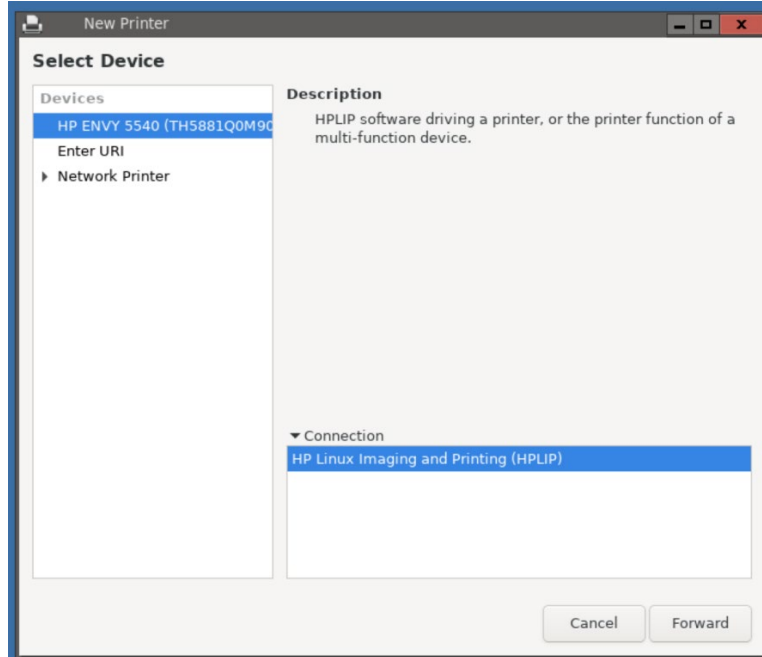 New Printer
Select Device
Devices
HP ENVY 5540 (TH5881Q0M90
Enter URI
Network Printer
Description
HPLIP software driving a printer, or the printer function of a
multi-function device.
Connection
HP Linux Imaging and Printing (HPLIP)
Cancel Forward